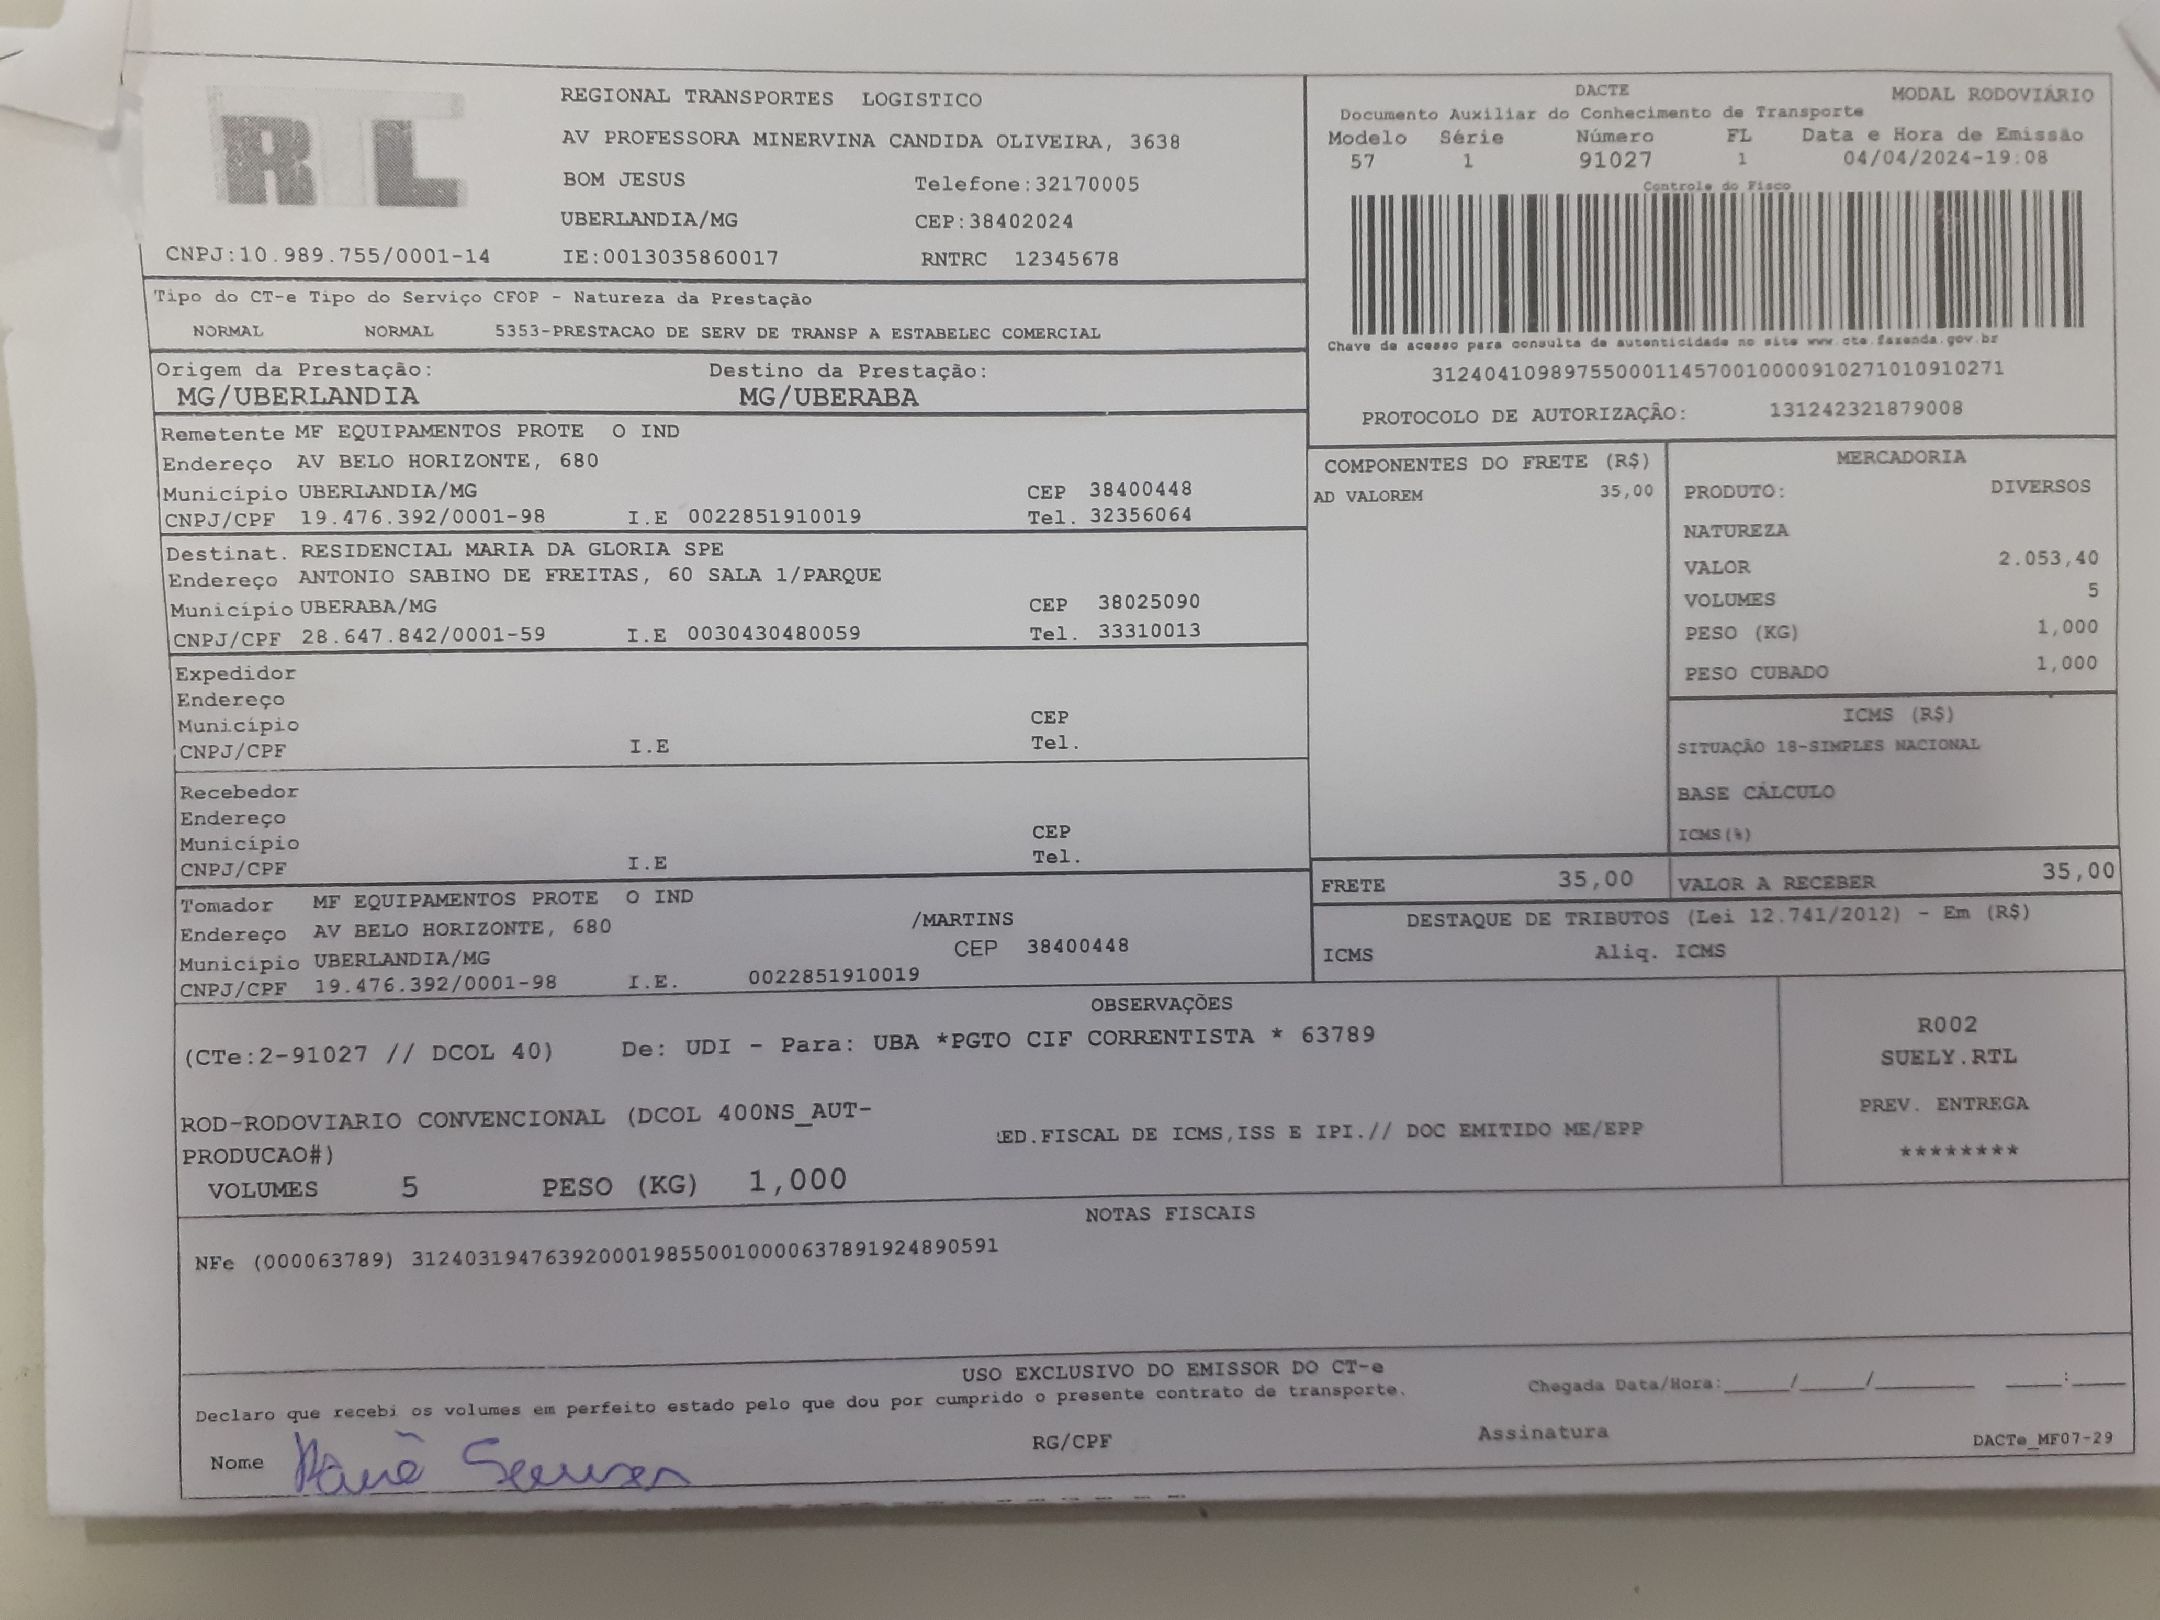 RTL
REGIONAL TRANSPORTES LOGISTICO
AV PROFESSORA MINERVINA CANDIDA OLIVEIRA, 3638
BOM JESUS Telefone:32170005
UBERLANDIA/MG CEP:38402024
CNPJ:10.989.755/0001-14 IE:0013035860017 RNTRC 12345678
DACTE MODAL RODOVIÁRIO
Documento Auxiliar do Conhecimento de Transporte
Modelo Série Número FL Data e Hora de Emissão
57 1 91027 1 04/04/2024-19:08
Controle do Fisco
Chave de acesso para consulta de autenticidade no site www.cte.fazenda.gov.br
31240410989755000114570010000910271010910271
PROTOCOLO DE AUTORIZAÇÃO: 131242321879008
Tipo do CT-e Tipo do Serviço CFOP - Natureza da Prestação
NORMAL NORMAL 5353-PRESTACAO DE SERV DE TRANSP A ESTABELEC COMERCIAL
Origem da Prestação: Destino da Prestação:
MG/UBERLANDIA MG/UBERABA
Remetente MF EQUIPAMENTOS PROTE O IND
Endereço AV BELO HORIZONTE, 680
Município UBERLANDIA/MG CEP 38400448
CNPJ/CPF 19.476.392/0001-98 I.E 0022851910019 Tel. 32356064
Destinat. RESIDENCIAL MARIA DA GLORIA SPE
Endereço ANTONIO SABINO DE FREITAS, 60 SALA 1/PARQUE
Município UBERABA/MG CEP 38025090
CNPJ/CPF 28.647.842/0001-59 I.E 0030430480059 Tel. 33310013
Expedidor
Endereço
Município CEP
CNPJ/CPF I.E Tel.
Recebedor
Endereço
Município CEP
CNPJ/CPF I.E Tel.
Tomador MF EQUIPAMENTOS PROTE O IND
Endereço AV BELO HORIZONTE, 680 /MARTINS
Município UBERLANDIA/MG CEP 38400448
CNPJ/CPF 19.476.392/0001-98 I.E. 0022851910019
COMPONENTES DO FRETE (R$)
AD VALOREM 35,00
MERCADORIA
PRODUTO: DIVERSOS
NATUREZA
VALOR 2.053,40
VOLUMES 5
PESO (KG) 1,000
PESO CUBADO 1,000
ICMS (R$)
SITUAÇÃO 18-SIMPLES NACIONAL
BASE CÁLCULO
ICMS(%)
FRETE 35,00 VALOR A RECEBER 35,00
DESTAQUE DE TRIBUTOS (Lei 12.741/2012) - Em (R$)
ICMS Aliq. ICMS
OBSERVAÇÕES
(CTe:2-91027 // DCOL 40) De: UDI - Para: UBA *PGTO CIF CORRENTISTA * 63789
ROD-RODOVIARIO CONVENCIONAL (DCOL 400NS_AUT-
PRODUCAO#) ED.FISCAL DE ICMS,ISS E IPI.// DOC EMITIDO ME/EPP
VOLUMES 5 PESO (KG) 1,000
R002
SUELY.RTL
PREV. ENTREGA
********
NOTAS FISCAIS
NFe (000063789) 31240319476392000198550010000637891924890591
USO EXCLUSIVO DO EMISSOR DO CT-e
Declaro que recebi os volumes em perfeito estado pelo que dou por cumprido o presente contrato de transporte. Chegada Data/Hora:_____/_____/________ ____:____
Nome RG/CPF Assinatura DACTe_MF07-29